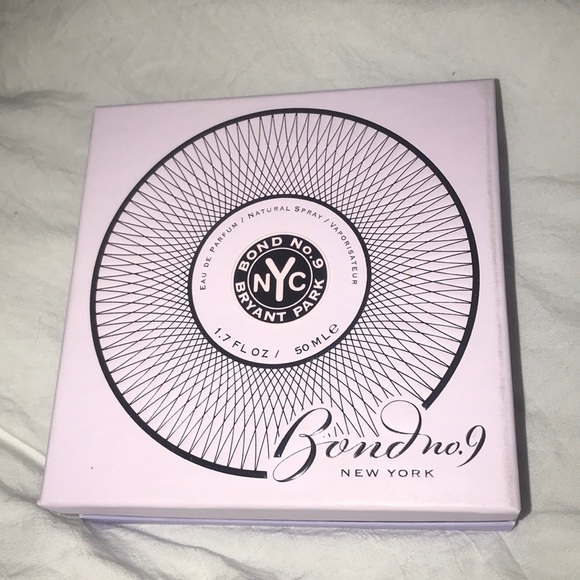 EAU DE PARFUM / NATURAL SPRAY / VAPORISATEUR
BOND NO. 9
NYC
BRYANT PARK
1.7 FL OZ / 50 ML e
Bond no.9
NEW YORK